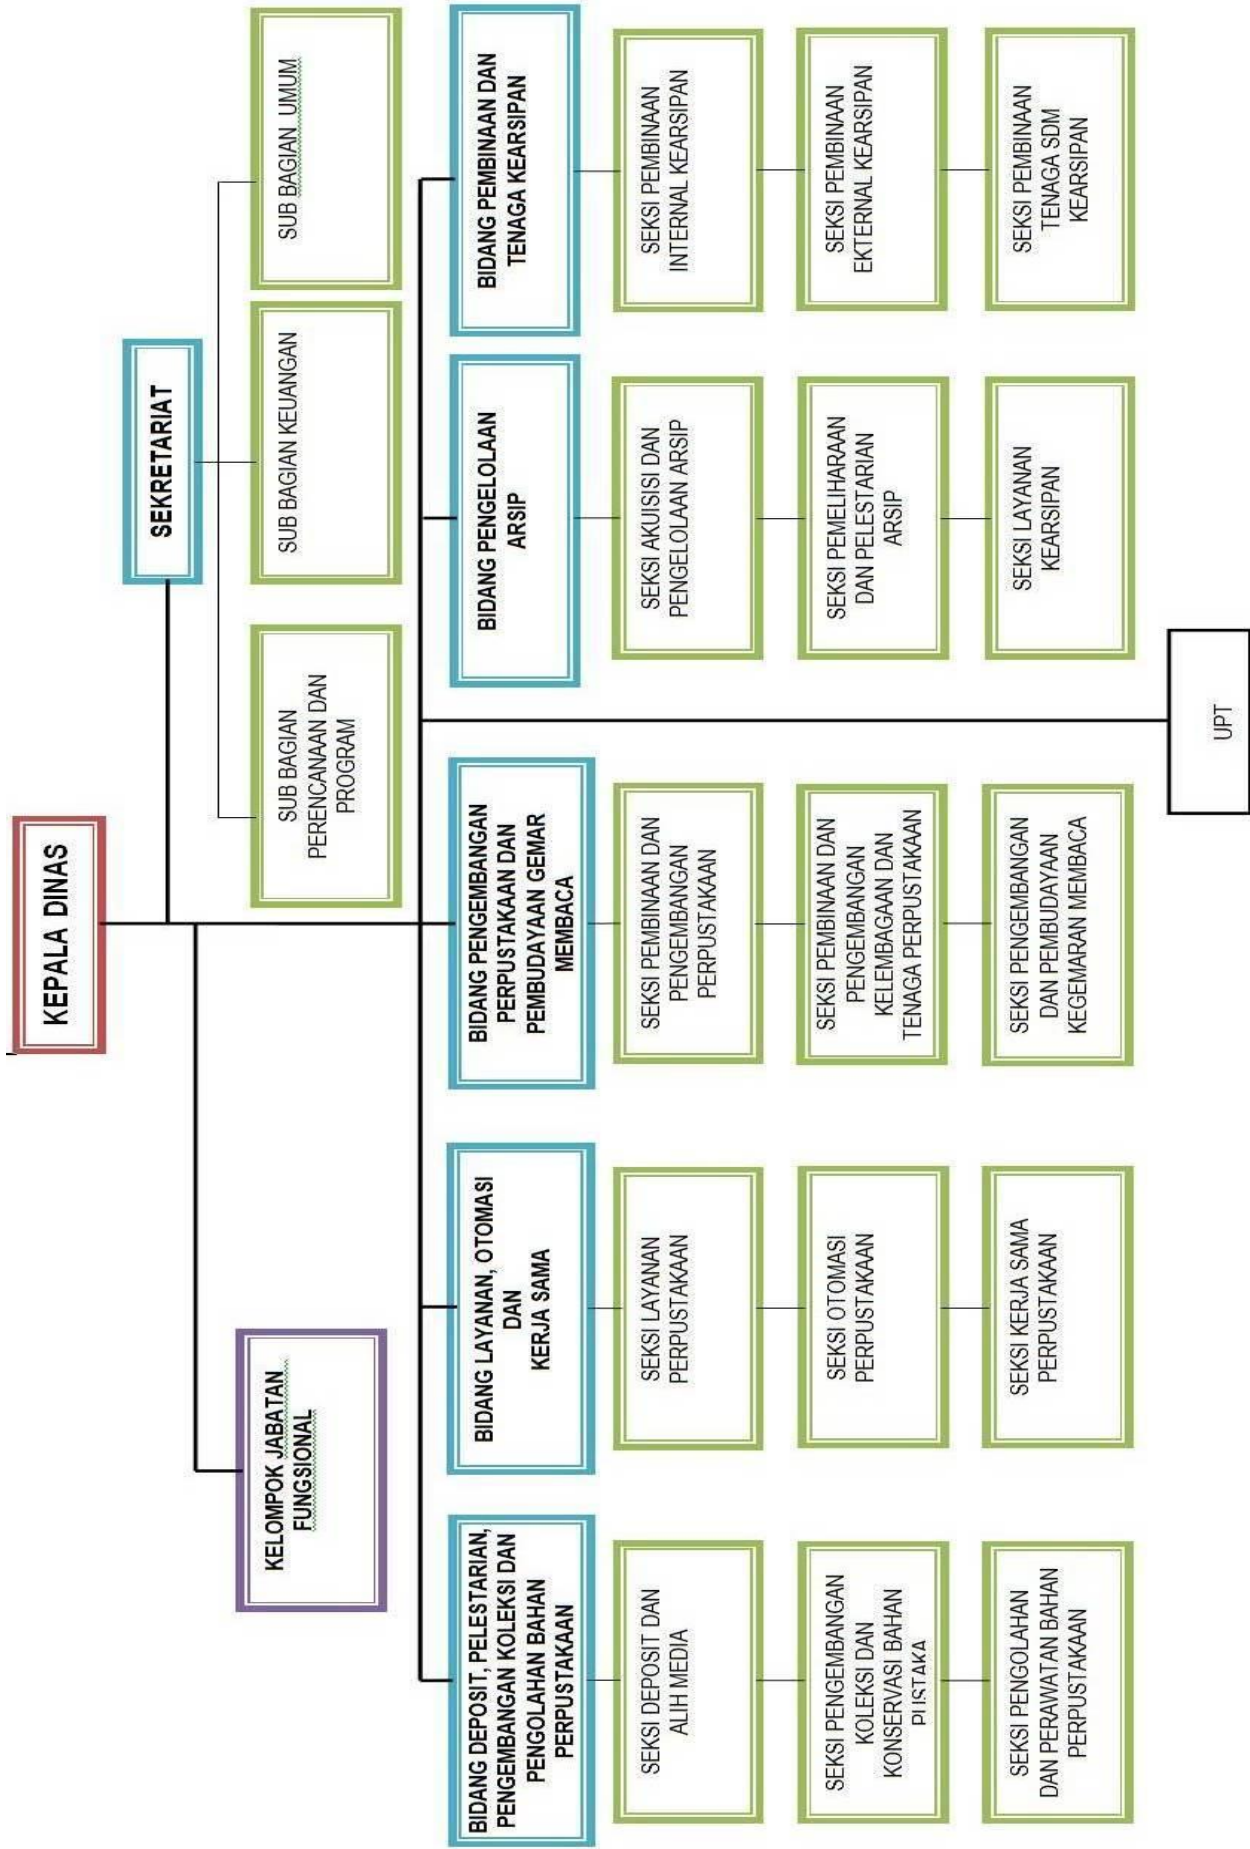 KEPALA DINAS
SEKRETARIAT
KELOMPOK JABATAN
FUNGSIONAL
SUB BAGIAN
PERENCANAAN DAN
PROGRAM
SUB BAGIAN KEUANGAN
SUB BAGIAN UMUM
BIDANG DEPOSIT, PELESTARIAN,
PENGEMBANGAN KOLEKSI DAN
PENGOLAHAN BAHAN
PERPUSTAKAAN
BIDANG LAYANAN, OTOMASI
DAN
KERJA SAMA
BIDANG PENGEMBANGAN
PERPUSTAKAAN DAN
PEMBUDAYAAN GEMAR
MEMBACA
BIDANG PENGELOLAAN
ARSIP
BIDANG PEMBINAAN DAN
TENAGA KEARSIPAN
SEKSI DEPOSIT DAN
ALIH MEDIA
SEKSI LAYANAN
PERPUSTAKAAN
SEKSI PEMBINAAN DAN
PENGEMBANGAN
PERPUSTAKAAN
SEKSI AKUISISI DAN
PENGELOLAAN ARSIP
SEKSI PEMBINAAN
INTERNAL KEARSIPAN
SEKSI PENGEMBANGAN
KOLEKSI DAN
KONSERVASI BAHAN
PUSTAKA
SEKSI OTOMASI
PERPUSTAKAAN
SEKSI PEMBINAAN DAN
PENGEMBANGAN
KELEMBAGAAN DAN
TENAGA PERPUSTAKAAN
SEKSI PEMELIHARAAN
DAN PELESTARIAN
ARSIP
SEKSI PEMBINAAN
EKTERNAL KEARSIPAN
SEKSI PENGOLAHAN
DAN PERAWATAN BAHAN
PERPUSTAKAAN
SEKSI KERJA SAMA
PERPUSTAKAAN
SEKSI PENGEMBANGAN
DAN PEMBUDAYAAN
KEGEMARAN MEMBACA
SEKSI LAYANAN
KEARSIPAN
SEKSI PEMBINAAN
TENAGA SDM
KEARSIPAN
UPT